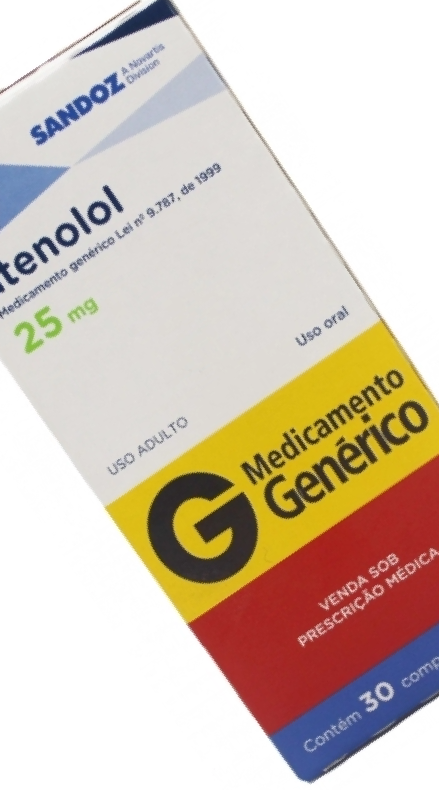 SANDOZ A Novartis
Division
tenolol
Medicamento genérico Lei nº 9.787, de 1999
25 mg
Uso oral
USO ADULTO
G Medicamento
Genérico
VENDA SOB
PRESCRIÇÃO MÉDICA
Contém 30 comp